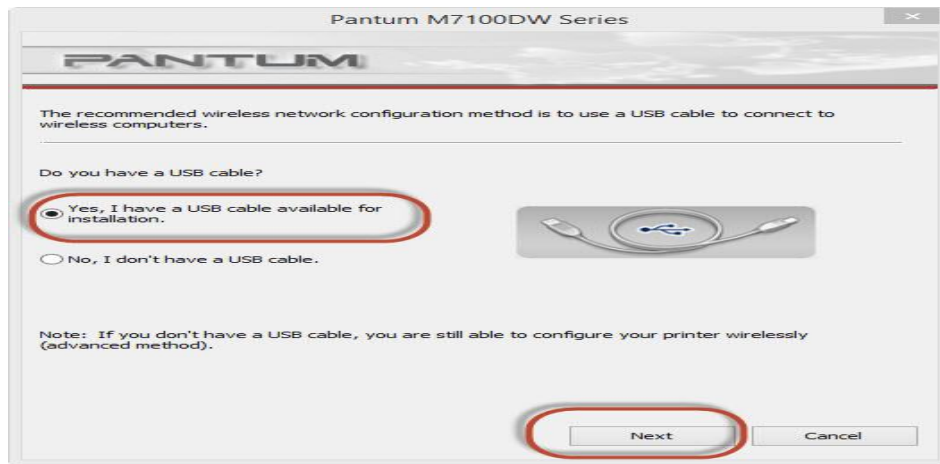 Pantum M7100DW Series
PANTUM
The recommended wireless network configuration method is to use a USB cable to connect to
wireless computers.
Do you have a USB cable?
Yes, I have a USB cable available for
installation.
No, I don't have a USB cable.
Note: If you don't have a USB cable, you are still able to configure your printer wirelessly
(advanced method).
Next Cancel